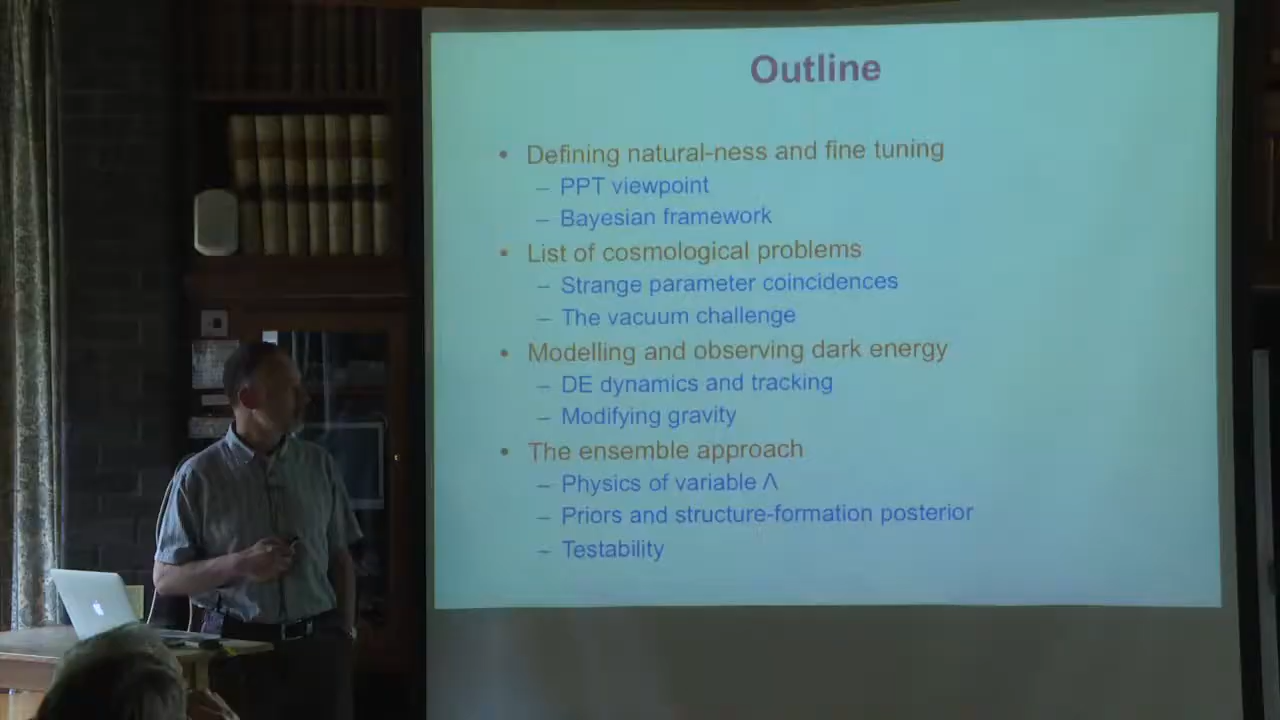 Outline
• Defining natural-ness and fine tuning
– PPT viewpoint
– Bayesian framework
• List of cosmological problems
– Strange parameter coincidences
– The vacuum challenge
• Modelling and observing dark energy
– DE dynamics and tracking
– Modifying gravity
• The ensemble approach
– Physics of variable Λ
– Priors and structure-formation posterior
– Testability